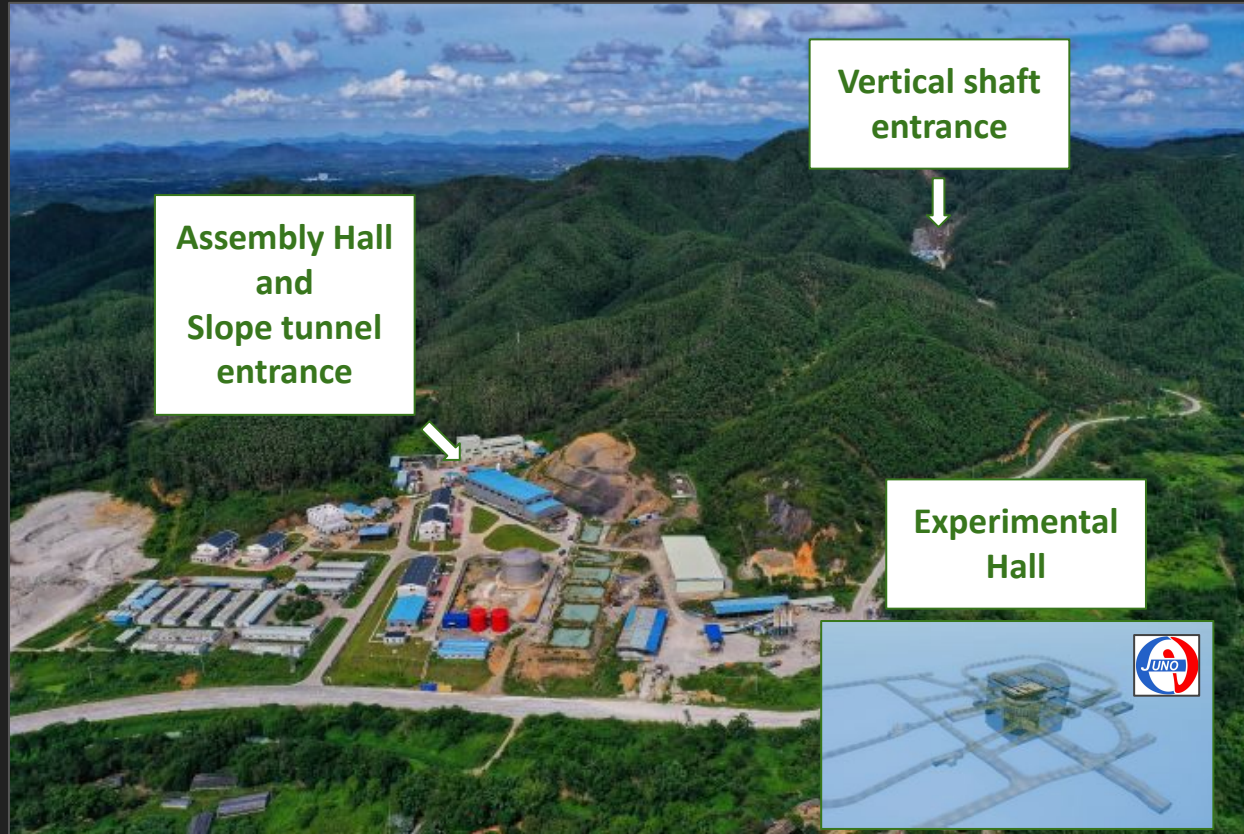 Vertical shaft
entrance
Assembly Hall
and
Slope tunnel
entrance
Experimental
Hall
JUNO